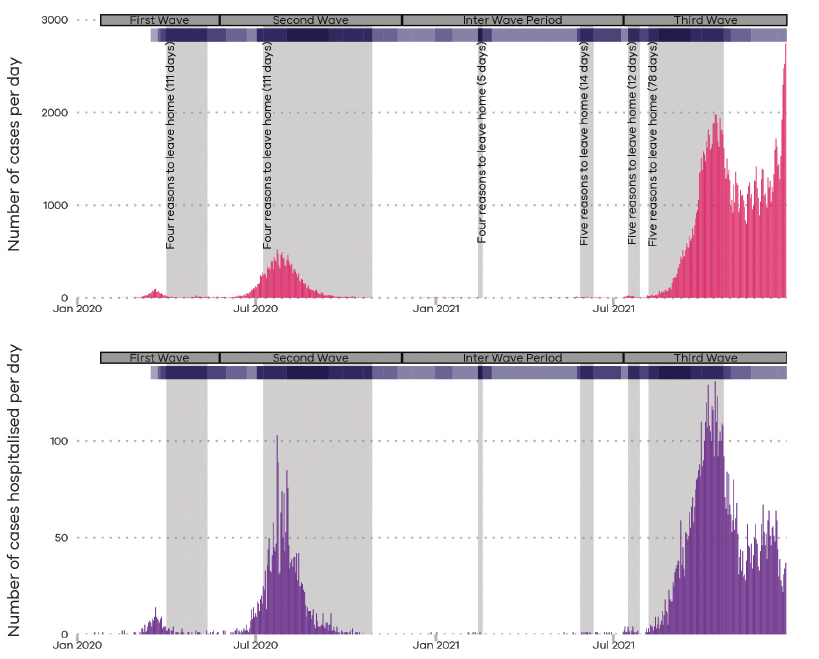 3000
First Wave
Second Wave
Inter Wave Period
Third Wave
Number of cases per day
2000
1000
0
Four reasons to leave home (111 days)
Four reasons to leave home (111 days)
Four reasons to leave home (5 days)
Five reasons to leave home (14 days)
Five reasons to leave home (12 days)
Five reasons to leave home (78 days)
Jan 2020
Jul 2020
Jan 2021
Jul 2021
First Wave
Second Wave
Inter Wave Period
Third Wave
Number of cases hospitalised per day
100
50
0
Jan 2020
Jul 2020
Jan 2021
Jul 2021